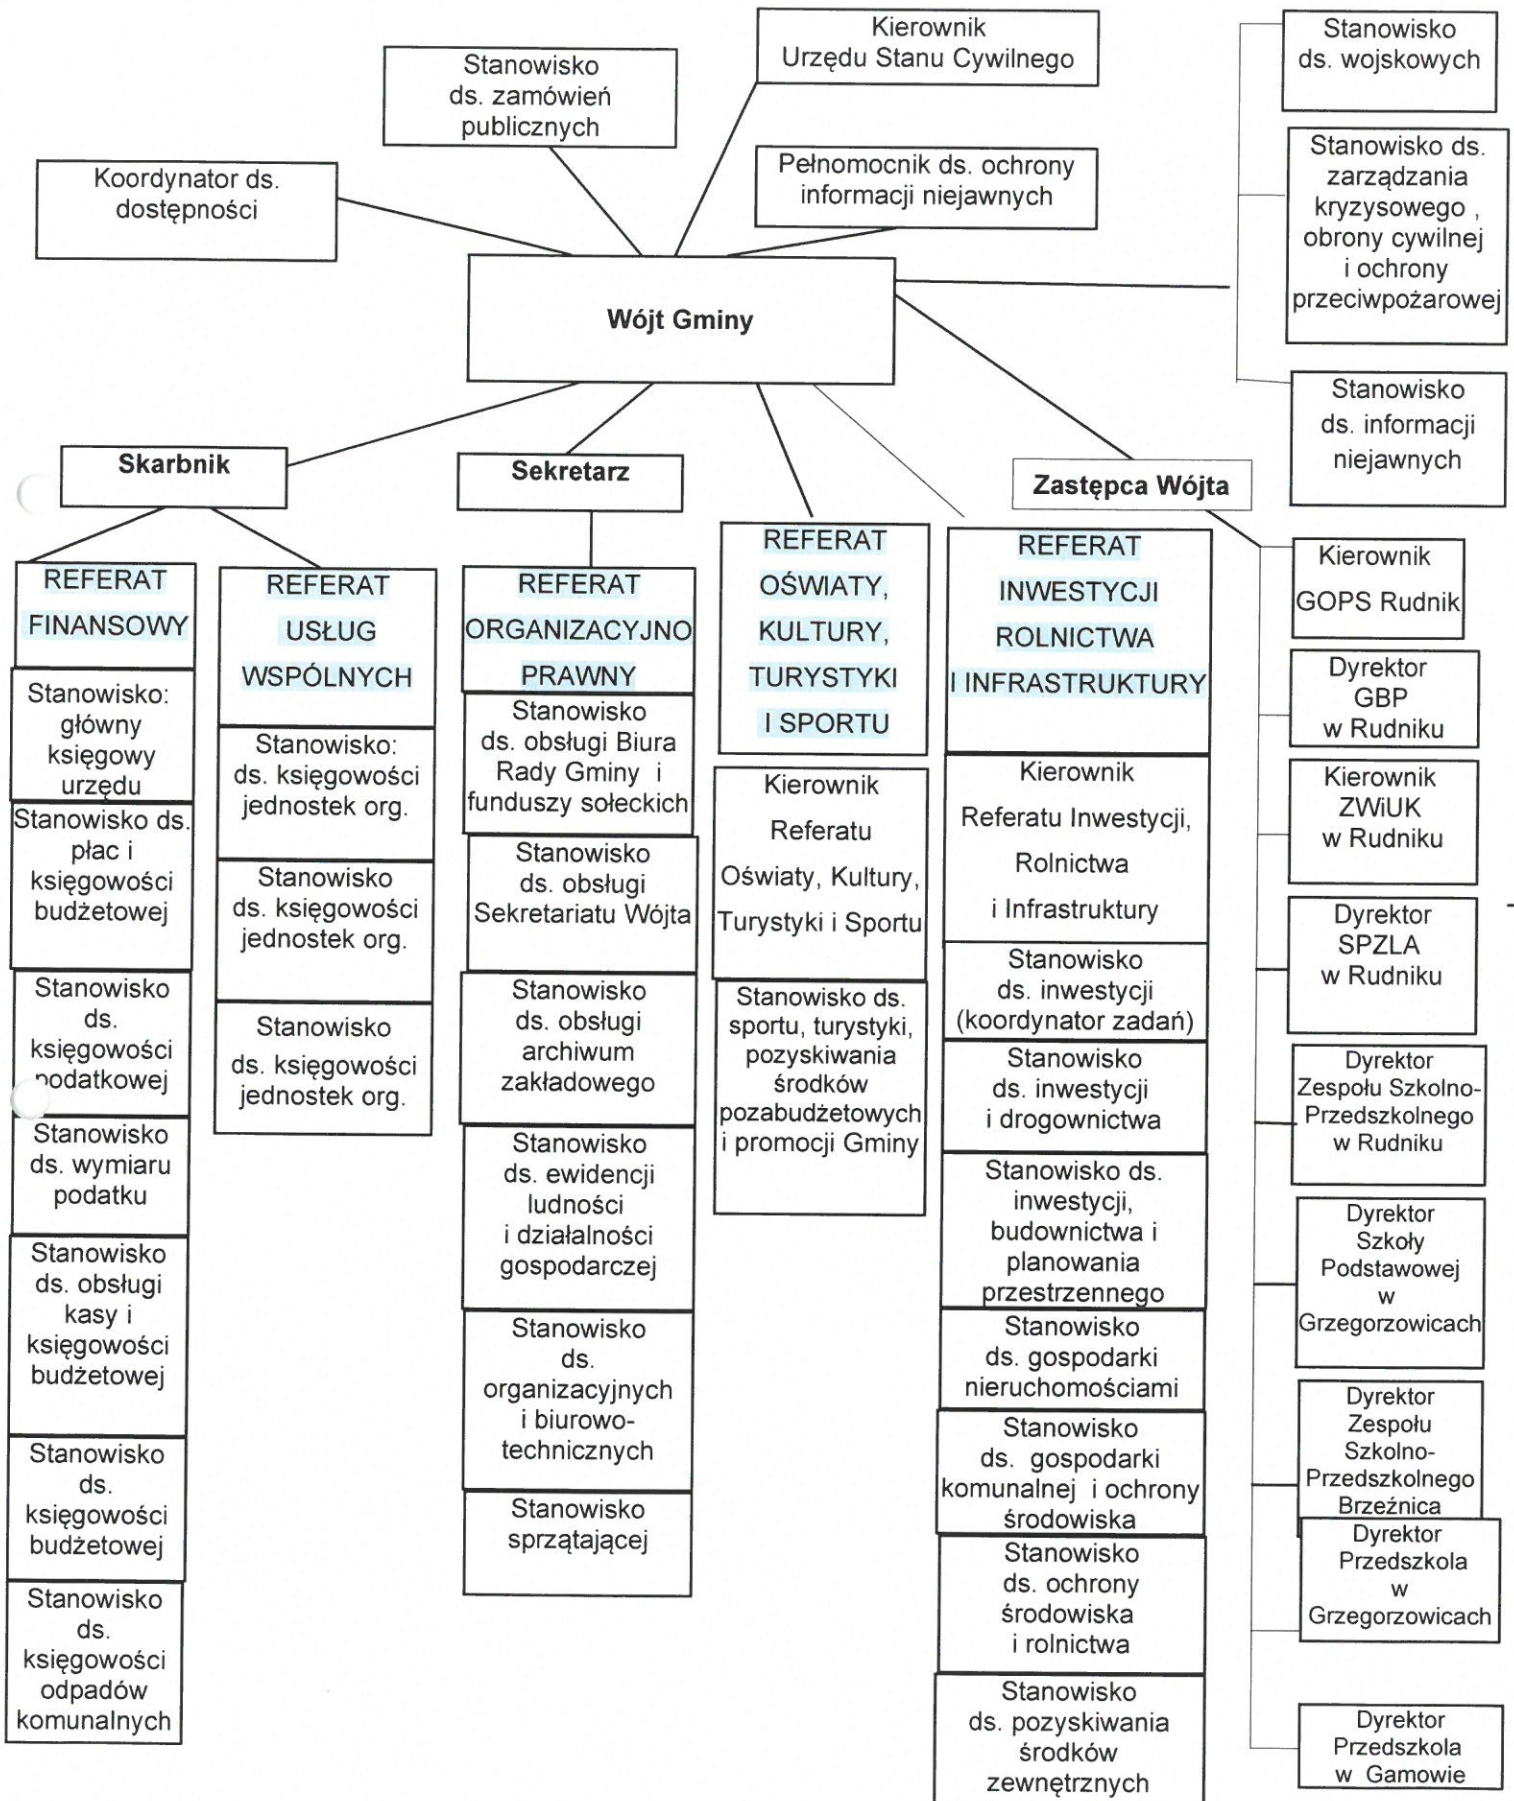 Kierownik
Urzędu Stanu Cywilnego
Stanowisko
ds. zamówień
publicznych
Koordynator ds.
dostępności
Pełnomocnik ds. ochrony
informacji niejawnych
Stanowisko
ds. wojskowych
Stanowisko ds.
zarządzania
kryzysowego ,
obrony cywilnej
i ochrony
przeciwpożarowej
Stanowisko
ds. informacji
niejawnych
Wójt Gminy
Skarbnik
Sekretarz
Zastępca Wójta
REFERAT
FINANSOWY
Stanowisko:
główny
księgowy
urzędu
Stanowisko ds.
płac i
księgowości
budżetowej
Stanowisko
ds.
księgowości
podatkowej
Stanowisko
ds. wymiaru
podatku
Stanowisko
ds. obsługi
kasy i
księgowości
budżetowej
Stanowisko
ds.
księgowości
budżetowej
Stanowisko
ds.
księgowości
odpadów
komunalnych
REFERAT
USŁUG
WSPÓLNYCH
Stanowisko:
ds. księgowości
jednostek org.
Stanowisko
ds. księgowości
jednostek org.
Stanowisko
ds. księgowości
jednostek org.
REFERAT
ORGANIZACYJNO
PRAWNY
Stanowisko
ds. obsługi Biura
Rady Gminy i
funduszy sołeckich
Stanowisko
ds. obsługi
Sekretariatu Wójta
Stanowisko
ds. obsługi
archiwum
zakładowego
Stanowisko
ds. ewidencji
ludności
i działalności
gospodarczej
Stanowisko
ds.
organizacyjnych
i biurowo-
technicznych
Stanowisko
sprzątającej
REFERAT
OŚWIATY,
KULTURY,
TURYSTYKI
I SPORTU
Kierownik
Referatu
Oświaty, Kultury,
Turystyki i Sportu
Stanowisko ds.
sportu, turystyki,
pozyskiwania
środków
pozabudżetowych
i promocji Gminy
REFERAT
INWESTYCJI
ROLNICTWA
I INFRASTRUKTURY
Kierownik
Referatu Inwestycji,
Rolnictwa
i Infrastruktury
Stanowisko
ds. inwestycji
(koordynator zadań)
Stanowisko
ds. inwestycji
i drogownictwa
Stanowisko ds.
inwestycji,
budownictwa i
planowania
przestrzennego
Stanowisko
ds. gospodarki
nieruchomościami
Stanowisko
ds. gospodarki
komunalnej i ochrony
środowiska
Stanowisko
ds. ochrony
środowiska
i rolnictwa
Stanowisko
ds. pozyskiwania
środków
zewnętrznych
Kierownik
GOPS Rudnik
Dyrektor
GBP
w Rudniku
Kierownik
ZWiUK
w Rudniku
Dyrektor
SPZLA
w Rudniku
Dyrektor
Zespołu Szkolno-
Przedszkolnego
w Rudniku
Dyrektor
Szkoły
Podstawowej
w
Grzegorzowicach
Dyrektor
Zespołu
Szkolno-
Przedszkolnego
Brzeźnica
Dyrektor
Przedszkola
w
Grzegorzowicach
Dyrektor
Przedszkola
w Gamowie